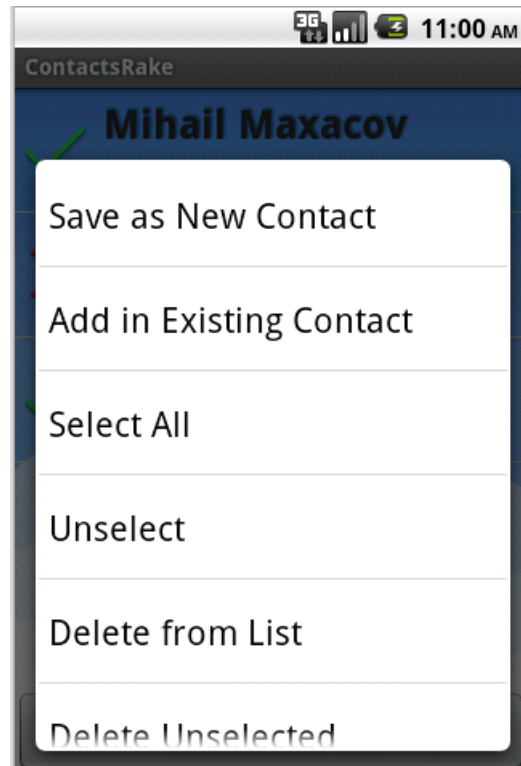 3G 11:00 AM
ContactsRake
Mihail Maxacov
Save as New Contact
Add in Existing Contact
Select All
Unselect
Delete from List
Delete Unselected